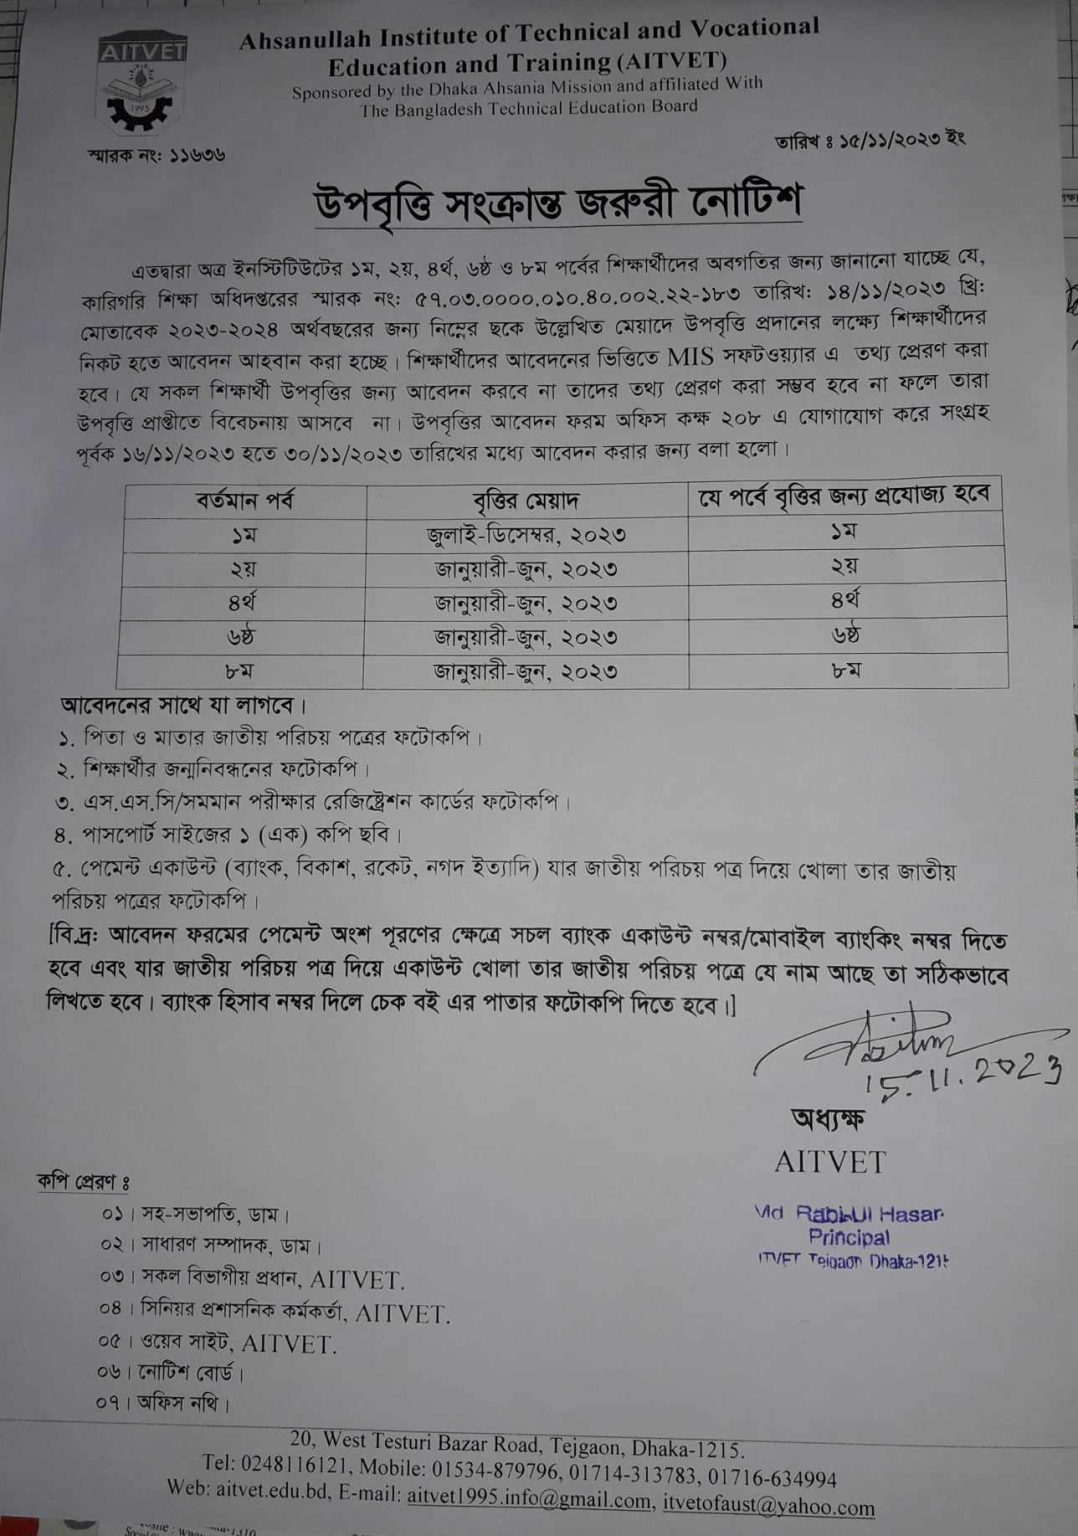 AITVET
1995
Ahsanullah Institute of Technical and Vocational
Education and Training (AITVET)
Sponsored by the Dhaka Ahsania Mission and affiliated With
The Bangladesh Technical Education Board
স্মারক নং: ১১৬৩৬
তারিখ ঃ ১৫/১১/২০২৩ ইং
উপবৃত্তি সংক্রান্ত জরুরী নোটিশ
এতদ্বারা অত্র ইনস্টিটিউটের ১ম, ২য়, ৪র্থ, ৬ষ্ঠ ও ৮ম পর্বের শিক্ষার্থীদের অবগতির জন্য জানানো যাচ্ছে যে,
কারিগরি শিক্ষা অধিদপ্তরের স্মারক নং: ৫৭.০৩.০০০০.০১০.৪০.০০২.২২-১৮৩ তারিখ: ১৪/১১/২০২৩ খ্রি:
মোতাবেক ২০২৩-২০২৪ অর্থবছরের জন্য নিম্নের ছকে উল্লেখিত মেয়াদে উপবৃত্তি প্রদানের লক্ষ্যে শিক্ষার্থীদের
নিকট হতে আবেদন আহবান করা হচ্ছে। শিক্ষার্থীদের আবেদনের ভিত্তিতে MIS সফটওয়্যার এ তথ্য প্রেরণ করা
হবে। যে সকল শিক্ষার্থী উপবৃত্তির জন্য আবেদন করবে না তাদের তথ্য প্রেরণ করা সম্ভব হবে না ফলে তারা
উপবৃত্তি প্রাপ্তীতে বিবেচনায় আসবে না। উপবৃত্তির আবেদন ফরম অফিস কক্ষ ২০৮ এ যোগাযোগ করে সংগ্রহ
পূর্বক ১৬/১১/২০২৩ হতে ৩০/১১/২০২৩ তারিখের মধ্যে আবেদন করার জন্য বলা হলো।
বর্তমান পর্ব বৃত্তির মেয়াদ যে পর্বে বৃত্তির জন্য প্রযোজ্য হবে
১ম জুলাই-ডিসেম্বর, ২০২৩ ১ম
২য় জানুয়ারী-জুন, ২০২৩ ২য়
৪র্থ জানুয়ারী-জুন, ২০২৩ ৪র্থ
৬ষ্ঠ জানুয়ারী-জুন, ২০২৩ ৬ষ্ঠ
৮ম জানুয়ারী-জুন, ২০২৩ ৮ম
আবেদনের সাথে যা লাগবে।
১. পিতা ও মাতার জাতীয় পরিচয় পত্রের ফটোকপি।
২. শিক্ষার্থীর জন্মনিবন্ধনের ফটোকপি।
৩. এস.এস.সি/সমমান পরীক্ষার রেজিষ্ট্রেশন কার্ডের ফটোকপি।
৪. পাসপোর্ট সাইজের ১ (এক) কপি ছবি।
৫. পেমেন্ট একাউন্ট (ব্যাংক, বিকাশ, রকেট, নগদ ইত্যাদি) যার জাতীয় পরিচয় পত্র দিয়ে খোলা তার জাতীয়
পরিচয় পত্রের ফটোকপি।
[বি.দ্র: আবেদন ফরমের পেমেন্ট অংশ পূরণের ক্ষেত্রে সচল ব্যাংক একাউন্ট নম্বর/মোবাইল ব্যাংকিং নম্বর দিতে
হবে এবং যার জাতীয় পরিচয় পত্র দিয়ে একাউন্ট খোলা তার জাতীয় পরিচয় পত্রে যে নাম আছে তা সঠিকভাবে
লিখতে হবে। ব্যাংক হিসাব নম্বর দিলে চেক বই এর পাতার ফটোকপি দিতে হবে।]
15.11.2023
অধ্যক্ষ
AITVET
Md Rabi-Ul Hasan
Principal
ITVET Tejgaon Dhaka-1215
কপি প্রেরণ ঃ
০১। সহ-সভাপতি, ডাম।
০২। সাধারণ সম্পাদক, ডাম।
০৩। সকল বিভাগীয় প্রধান, AITVET.
০৪। সিনিয়র প্রশাসনিক কর্মকর্তা, AITVET.
০৫। ওয়েব সাইট, AITVET.
০৬। নোটিশ বোর্ড।
০৭। অফিস নথি।
20, West Testuri Bazar Road, Tejgaon, Dhaka-1215.
Tel: 0248116121, Mobile: 01534-879796, 01714-313783, 01716-634994
Web: aitvet.edu.bd, E-mail: aitvet1995.info@gmail.com, itvetofaust@yahoo.com